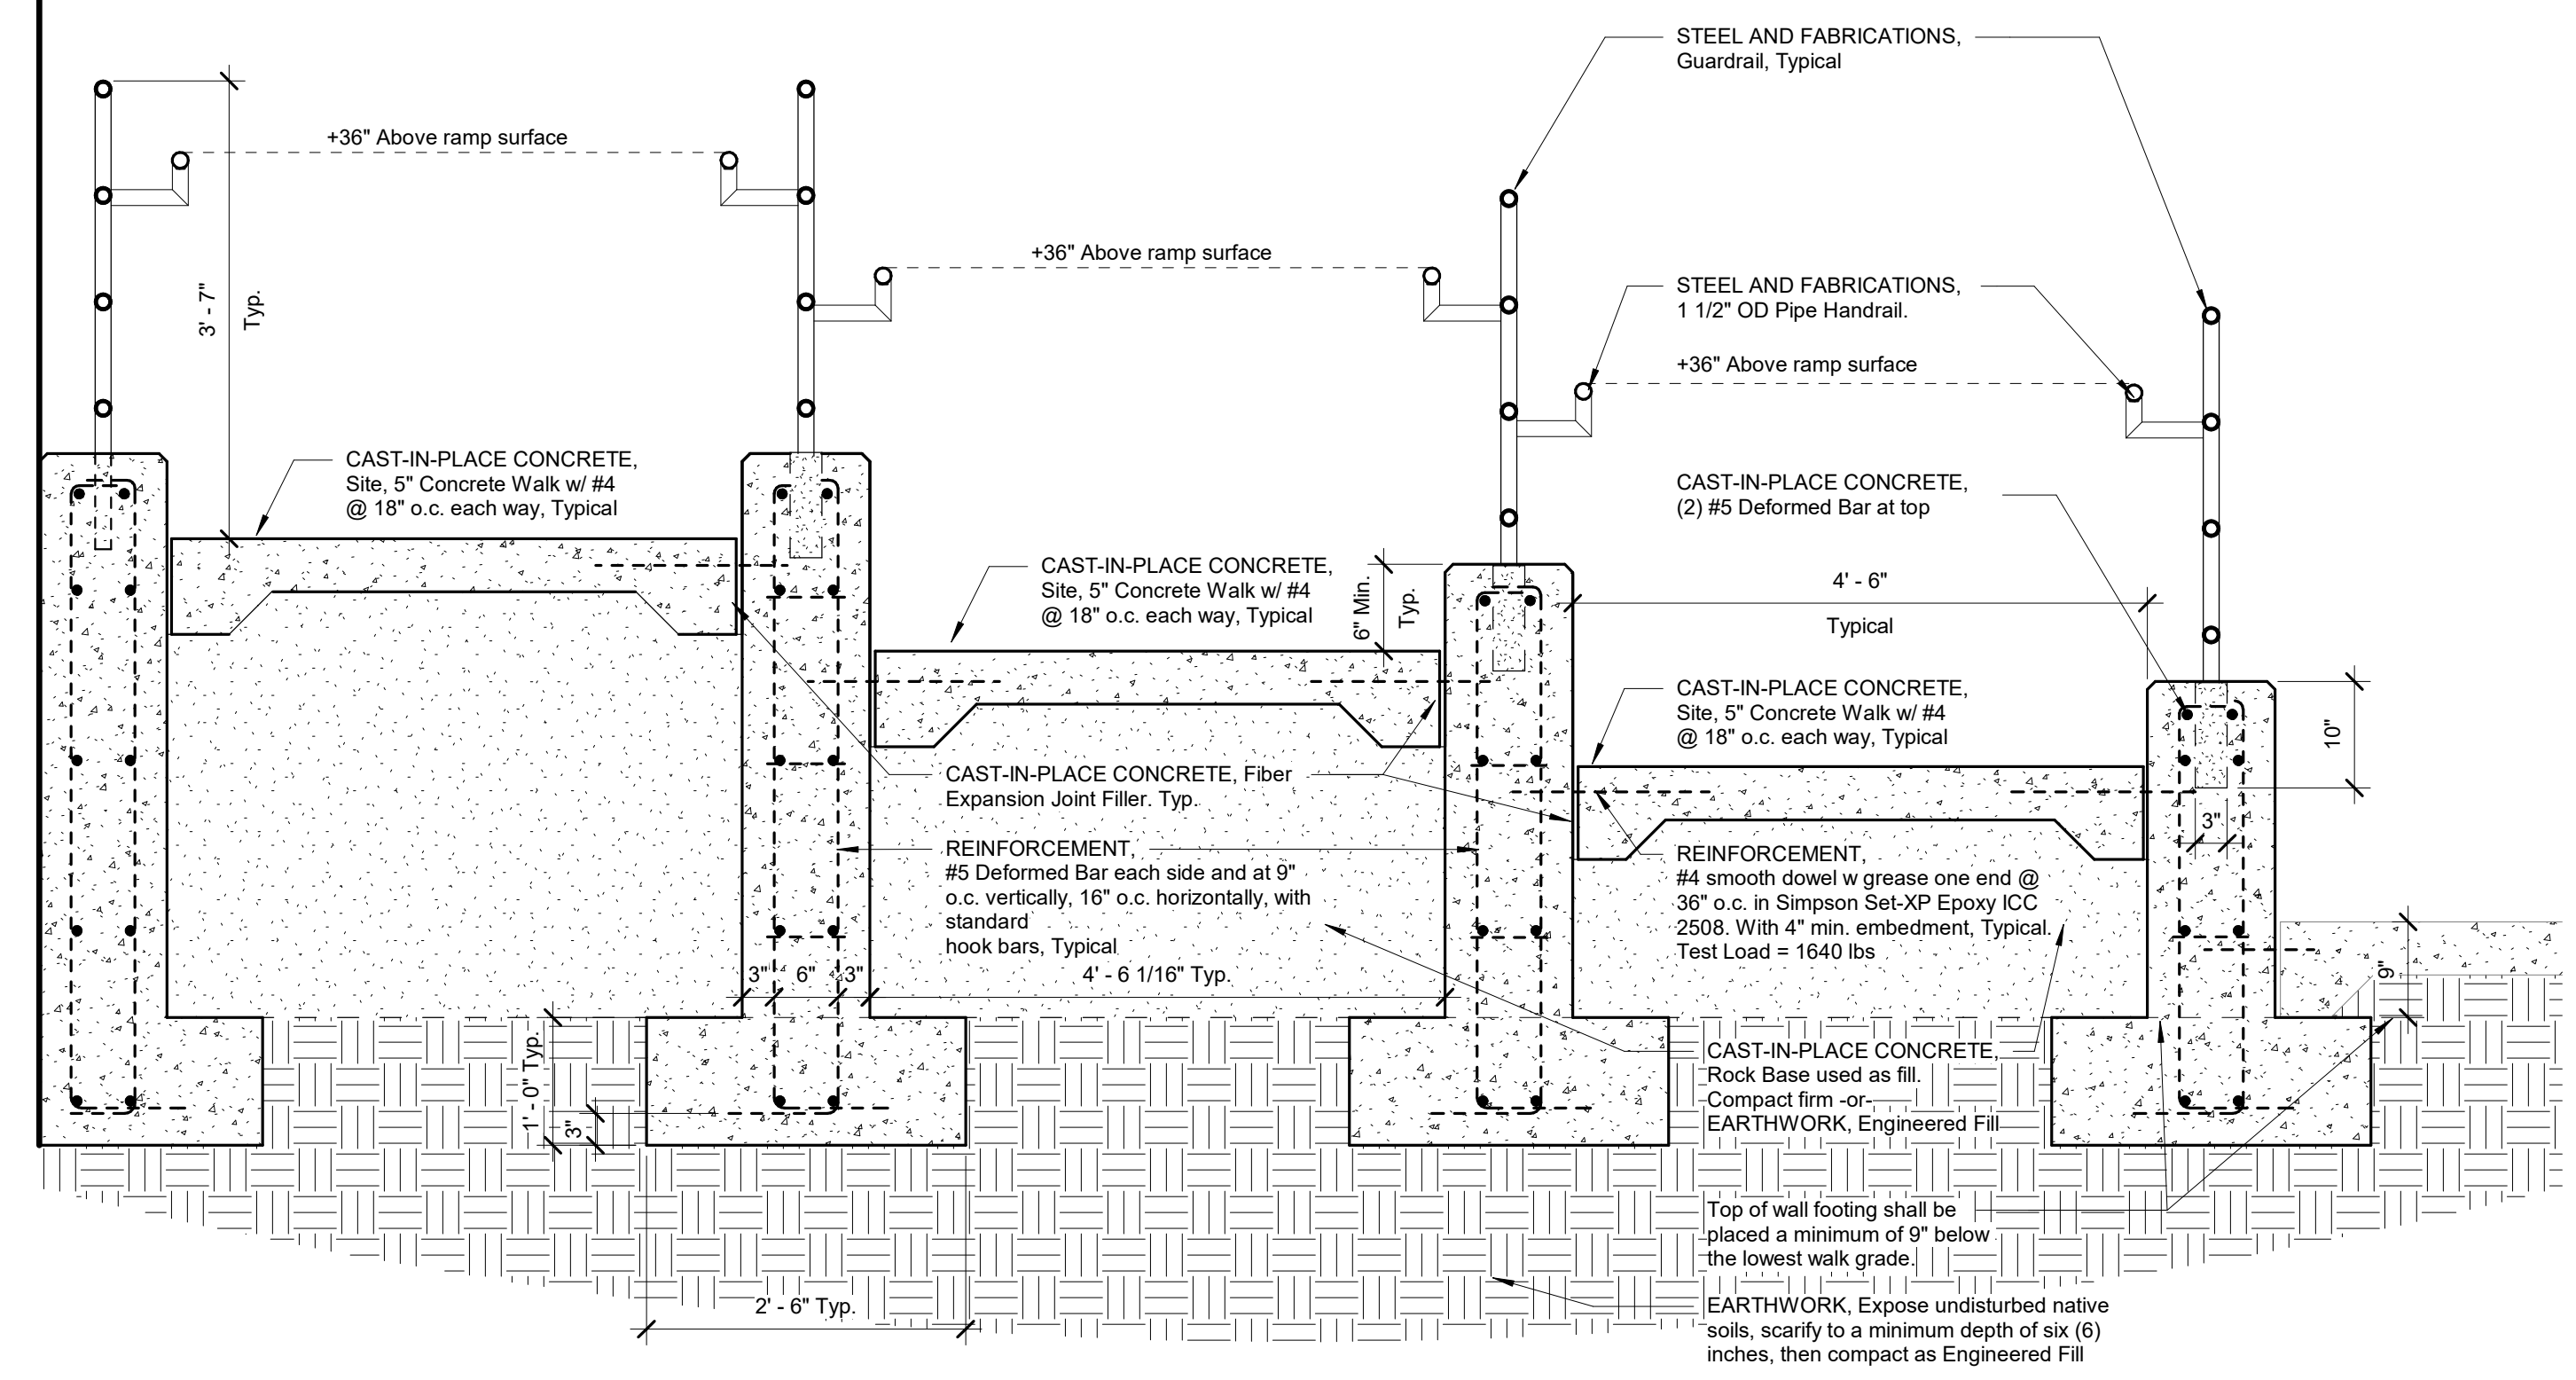 STEEL AND FABRICATIONS,
Guardrail, Typical
+36" Above ramp surface
+36" Above ramp surface
STEEL AND FABRICATIONS,
1 1/2" OD Pipe Handrail.
+36" Above ramp surface
3' - 7"
Typ.
CAST-IN-PLACE CONCRETE,
Site, 5" Concrete Walk w/ #4
@ 18" o.c. each way, Typical
CAST-IN-PLACE CONCRETE,
(2) #5 Deformed Bar at top
CAST-IN-PLACE CONCRETE,
Site, 5" Concrete Walk w/ #4
@ 18" o.c. each way, Typical
6" Min.
Typ.
4' - 6"
Typical
CAST-IN-PLACE CONCRETE,
Site, 5" Concrete Walk w/ #4
@ 18" o.c. each way, Typical
10"
3"
CAST-IN-PLACE CONCRETE, Fiber
Expansion Joint Filler. Typ.
REINFORCEMENT,
#5 Deformed Bar each side and at 9"
o.c. vertically, 16" o.c. horizontally, with
standard
hook bars, Typical
REINFORCEMENT,
#4 smooth dowel w grease one end @
36" o.c. in Simpson Set-XP Epoxy ICC
2508. With 4" min. embedment, Typical.
Test Load = 1640 lbs
3"
6"
3"
4' - 6 1/16" Typ.
9"
1' - 0" Typ.
3"
CAST-IN-PLACE CONCRETE,
Rock Base used as fill.
Compact firm -or-
EARTHWORK, Engineered Fill
Top of wall footing shall be
placed a minimum of 9" below
the lowest walk grade.
2' - 6" Typ.
EARTHWORK, Expose undisturbed native
soils, scarify to a minimum depth of six (6)
inches, then compact as Engineered Fill